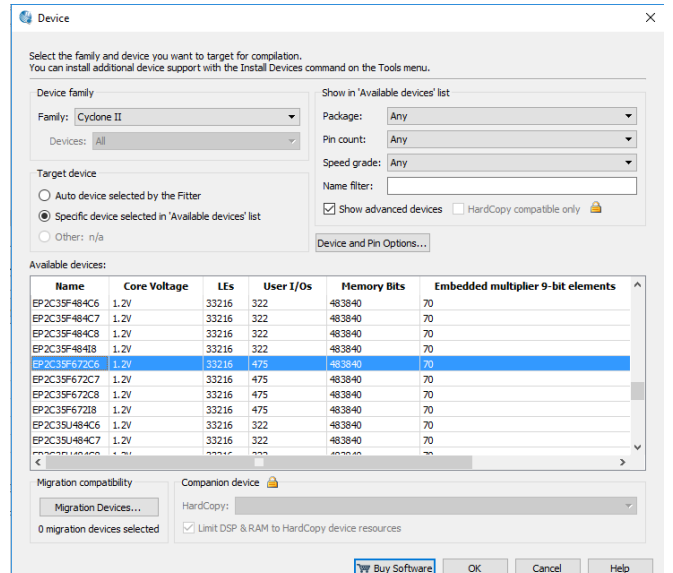 Device
Select the family and device you want to target for compilation.
You can install additional device support with the Install Devices command on the Tools menu.
Device family
Family: Cyclone II
Devices: All
Target device
Auto device selected by the Fitter
Specific device selected in 'Available devices' list
Other: n/a
Show in 'Available devices' list
Package: Any
Pin count: Any
Speed grade: Any
Name filter:
Show advanced devices HardCopy compatible only
Device and Pin Options...
Available devices:
Name Core Voltage LEs User I/Os Memory Bits Embedded multiplier 9-bit elements
EP2C35F484C6 1.2V 33216 322 483840 70
EP2C35F484C7 1.2V 33216 322 483840 70
EP2C35F484C8 1.2V 33216 322 483840 70
EP2C35F484I8 1.2V 33216 322 483840 70
EP2C35F672C6 1.2V 33216 475 483840 70
EP2C35F672C7 1.2V 33216 475 483840 70
EP2C35F672C8 1.2V 33216 475 483840 70
EP2C35F672I8 1.2V 33216 475 483840 70
EP2C35U484C6 1.2V 33216 322 483840 70
EP2C35U484C7 1.2V 33216 322 483840 70
Migration compatibility
Migration Devices...
0 migration devices selected
Companion device
HardCopy:
Limit DSP & RAM to HardCopy device resources
Buy Software OK Cancel Help